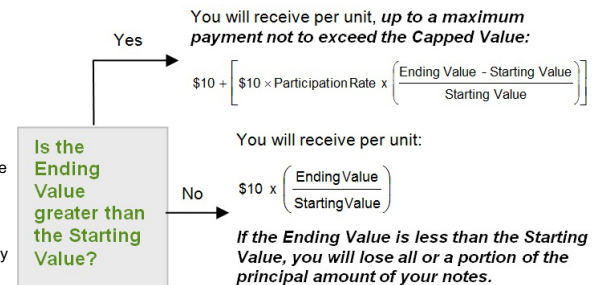 You will receive per unit, up to a maximum
payment not to exceed the Capped Value:
Yes
$10 + [ $10 × Participation Rate x ( Ending Value - Starting Value
Starting Value ) ]
Is the
Ending
Value
greater than
the Starting
Value?
e
y
No
You will receive per unit:
$10 x ( Ending Value
Starting Value )
If the Ending Value is less than the Starting
Value, you will lose all or a portion of the
principal amount of your notes.